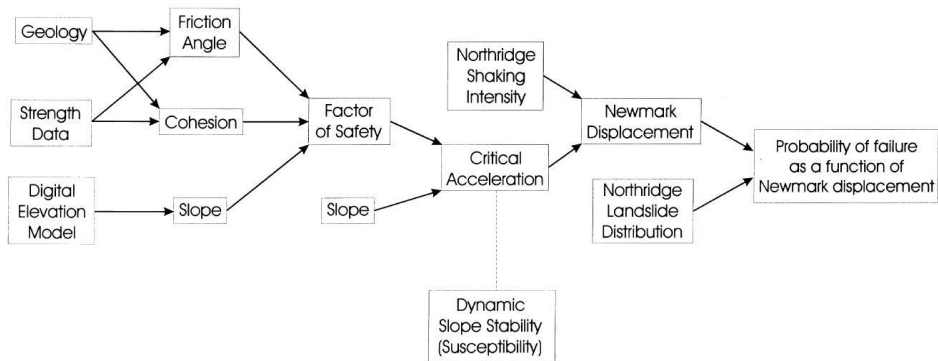 Geology
Friction
Angle
Strength
Data
Cohesion
Digital
Elevation
Model
Slope
Factor
of Safety
Slope
Critical
Acceleration
Dynamic
Slope Stability
(Susceptibility)
Northridge
Shaking
Intensity
Newmark
Displacement
Northridge
Landslide
Distribution
Probability of failure
as a function of
Newmark displacement